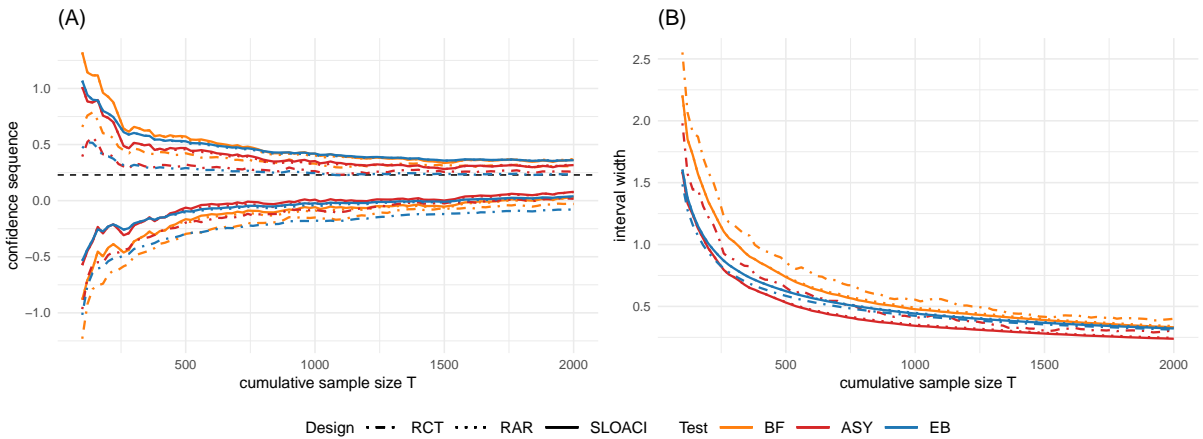 (A)
1.0
0.5
0.0
−0.5
−1.0
confidence sequence
500
1000
1500
2000
cumulative sample size T
(B)
2.5
2.0
1.5
1.0
0.5
interval width
500
1000
1500
2000
cumulative sample size T
Design RCT RAR SLOACI Test BF ASY EB